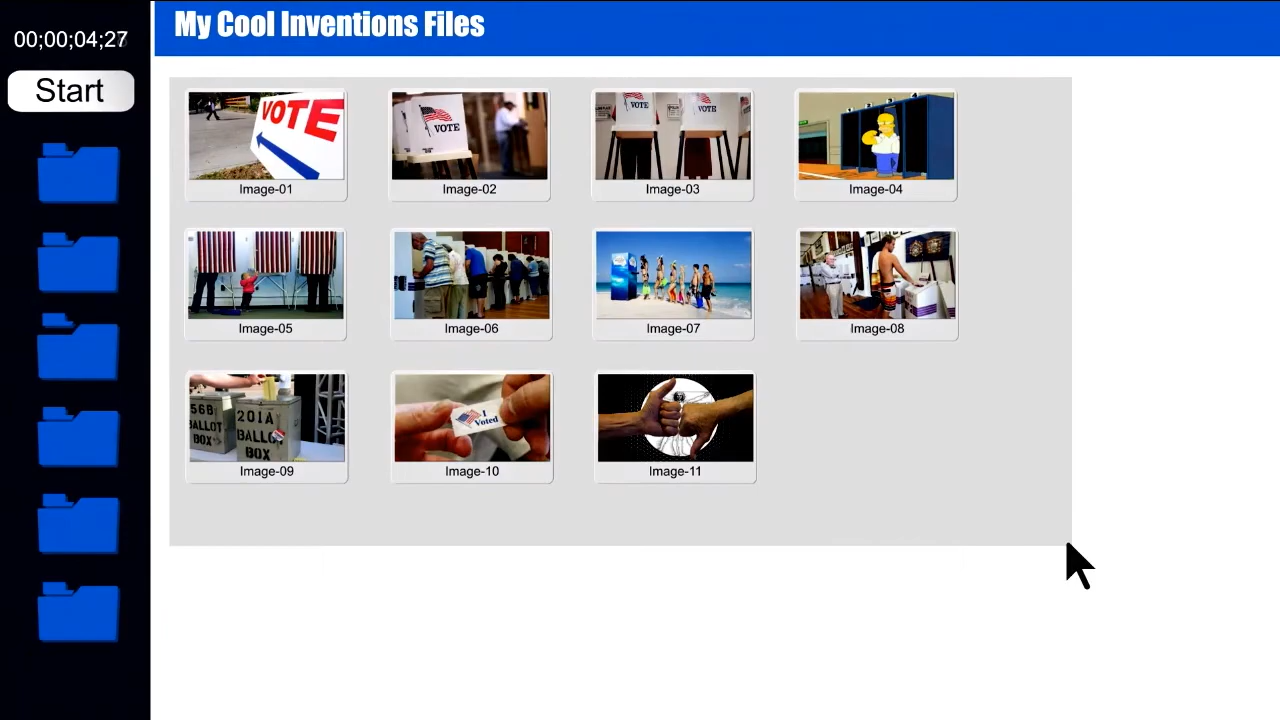 My Cool Inventions Files
00;00;04;27
Start
VOTE
VOTE
VOTE
VOTE
Image-01
Image-02
Image-03
Image-04
Image-05
Image-06
Image-07
Image-08
56B
BALLOT
BOX
201A
BALLO
BOX
I
Voted
Image-09
Image-10
Image-11